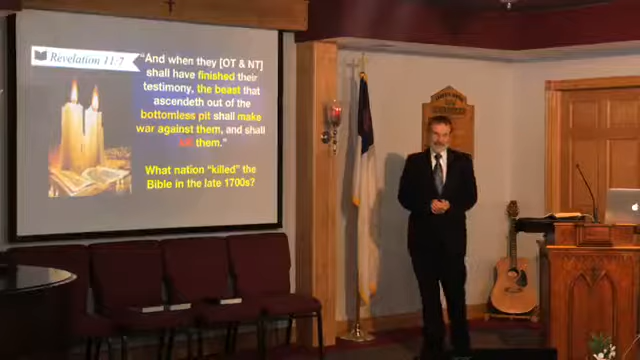 Revelation 11:7
"And when they [OT & NT]
shall have finished their
testimony, the beast that
ascendeth out of the
bottomless pit shall make
war against them, and shall
them."
What nation "killed" the
Bible in the late 1700s?